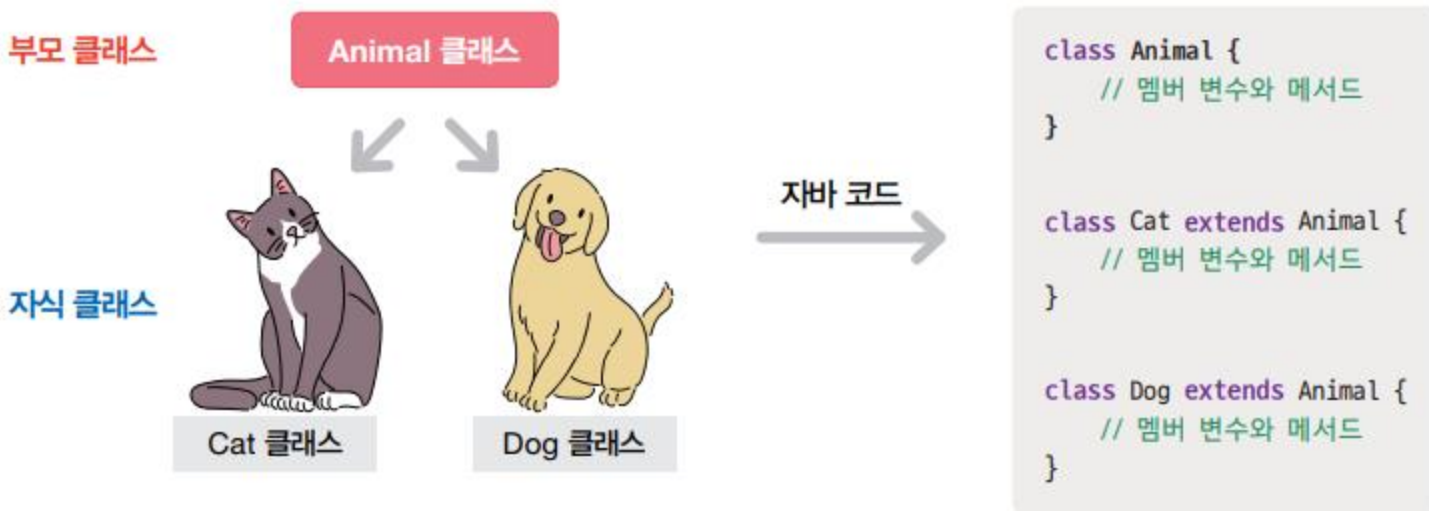 부모 클래스
Animal 클래스
자식 클래스
Cat 클래스
Dog 클래스
자바 코드
class Animal {
    // 멤버 변수와 메서드
}
class Cat extends Animal {
    // 멤버 변수와 메서드
}
class Dog extends Animal {
    // 멤버 변수와 메서드
}